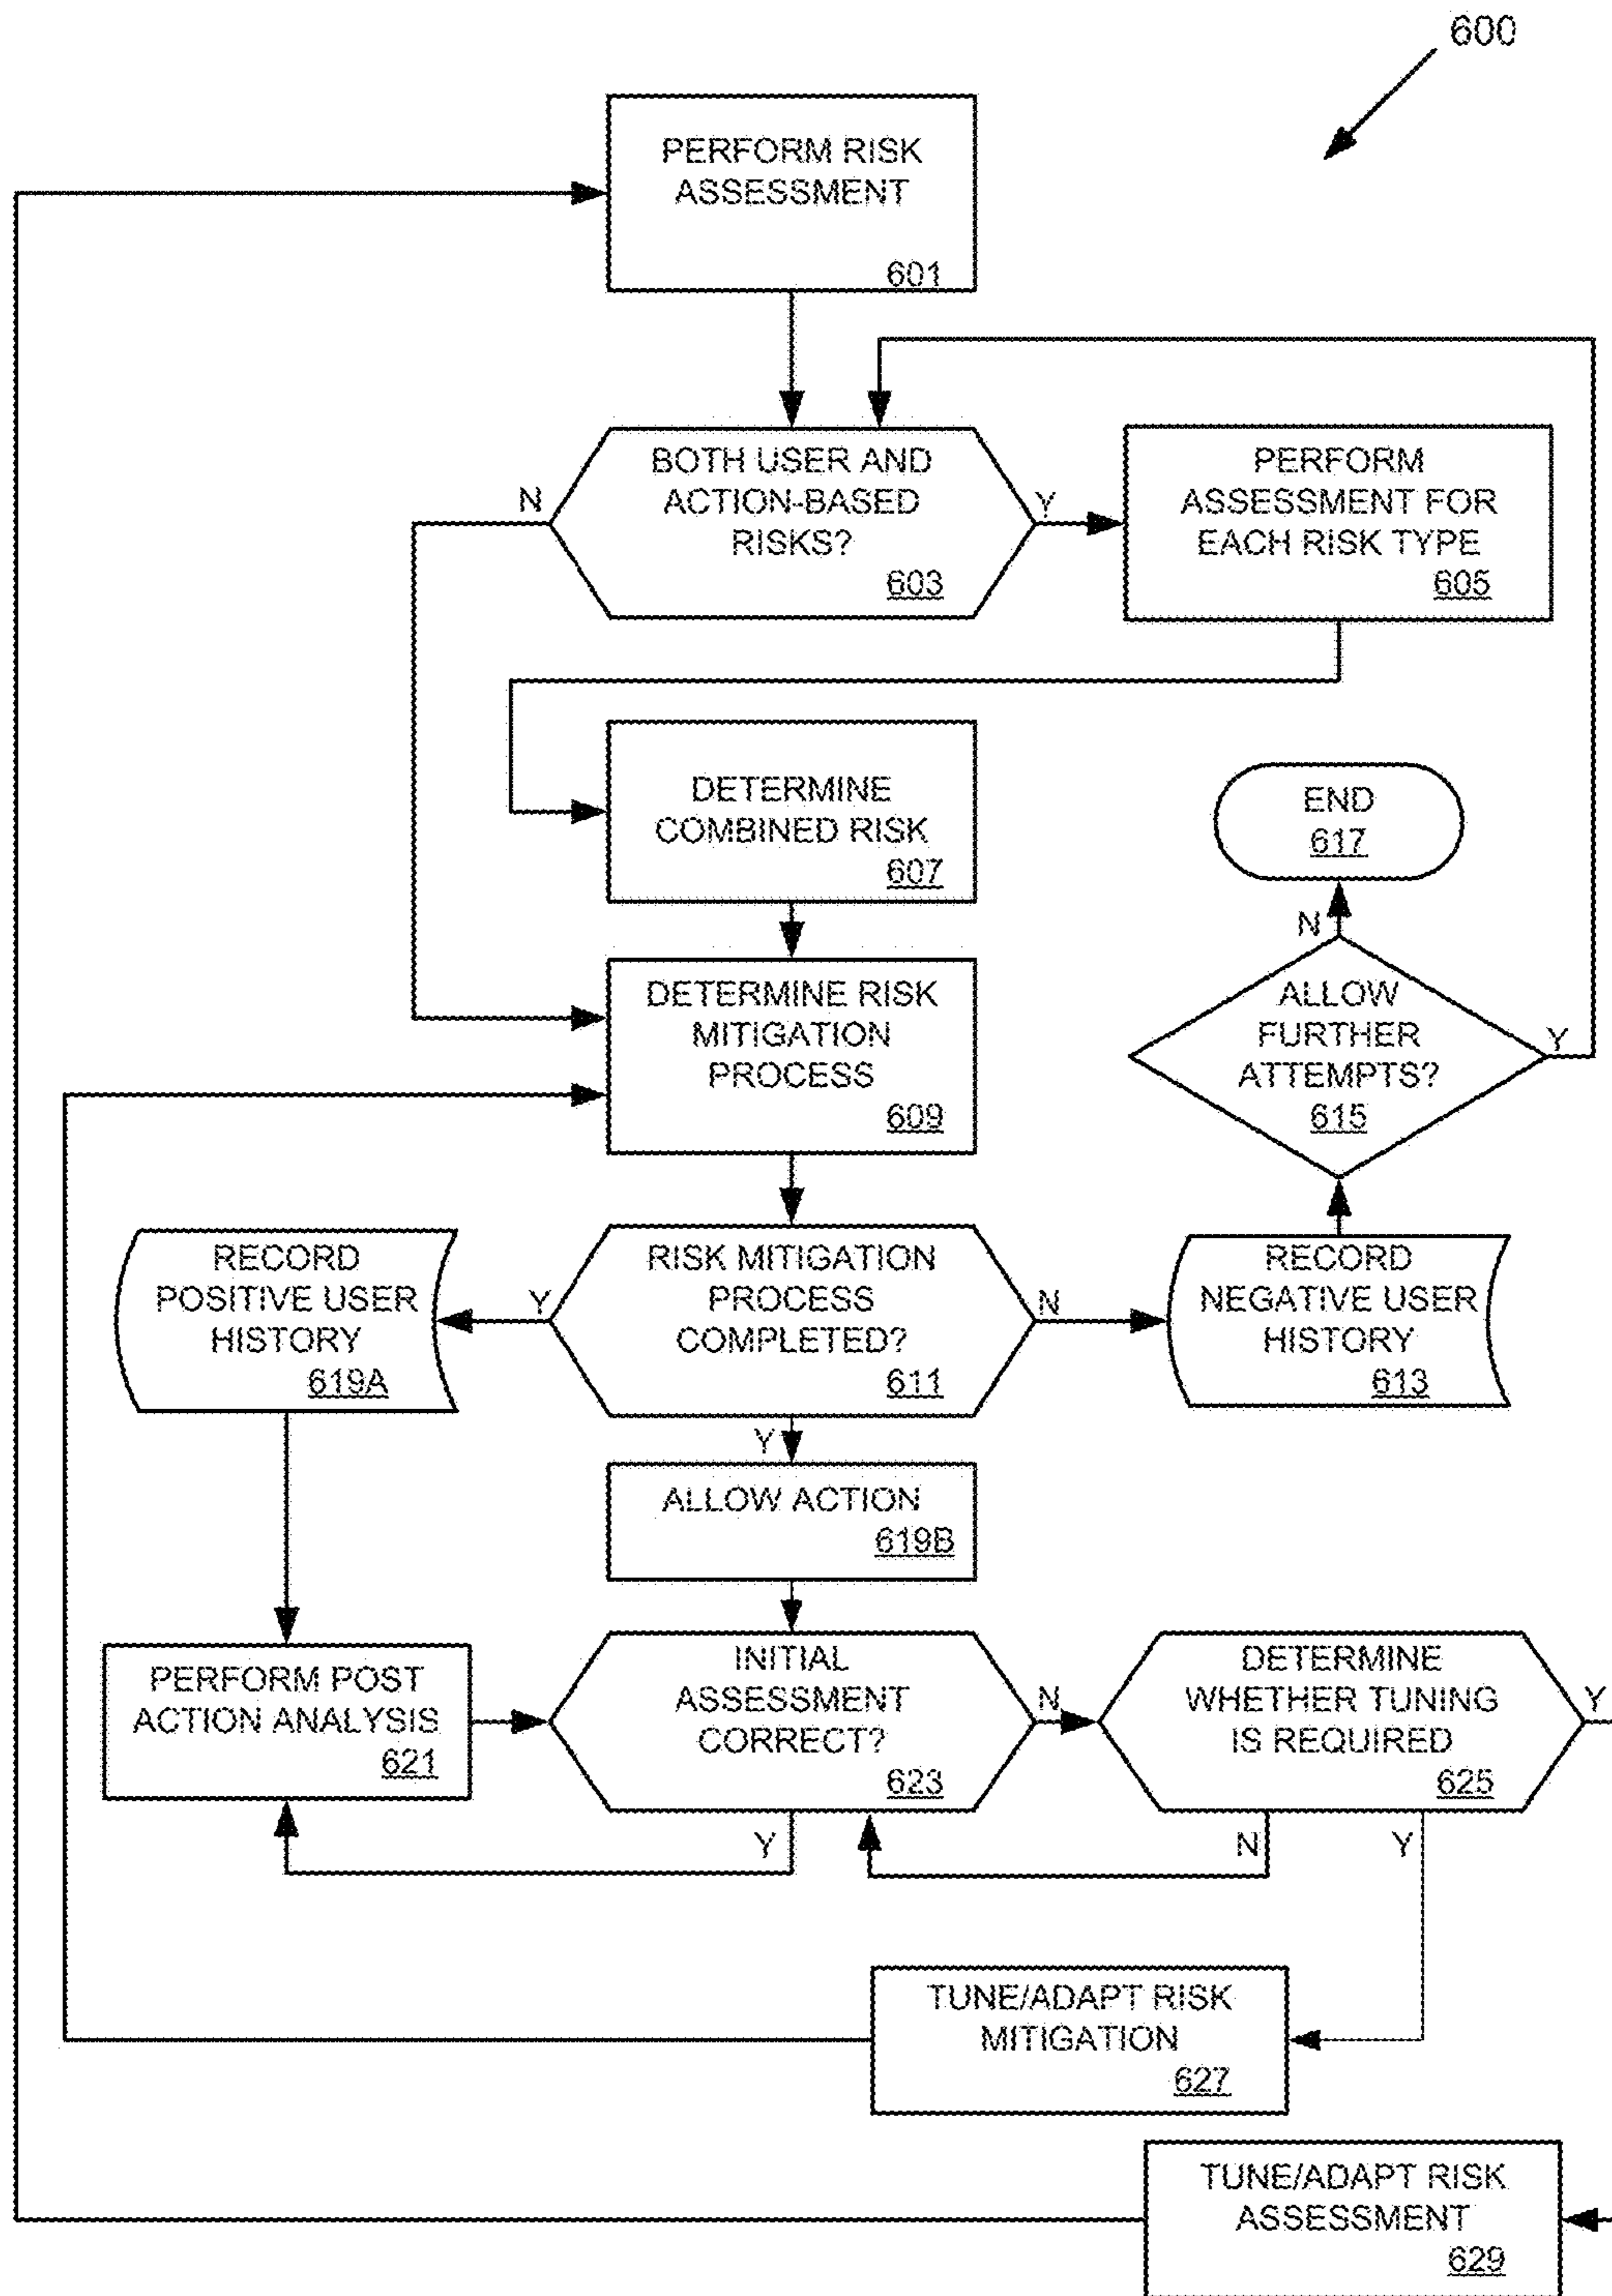 600
PERFORM RISK
ASSESSMENT
601
BOTH USER AND
ACTION-BASED
RISKS?
603
N
Y
PERFORM
ASSESSMENT FOR
EACH RISK TYPE
605
DETERMINE
COMBINED RISK
607
END
617
N
DETERMINE RISK
MITIGATION
PROCESS
609
ALLOW
FURTHER
ATTEMPTS?
615
Y
RECORD
POSITIVE USER
HISTORY
619A
Y
RISK MITIGATION
PROCESS
COMPLETED?
611
N
RECORD
NEGATIVE USER
HISTORY
613
Y
ALLOW ACTION
619B
PERFORM POST
ACTION ANALYSIS
621
INITIAL
ASSESSMENT
CORRECT?
623
N
DETERMINE
WHETHER TUNING
IS REQUIRED
625
Y
Y
N
Y
TUNE/ADAPT RISK
MITIGATION
627
TUNE/ADAPT RISK
ASSESSMENT
629